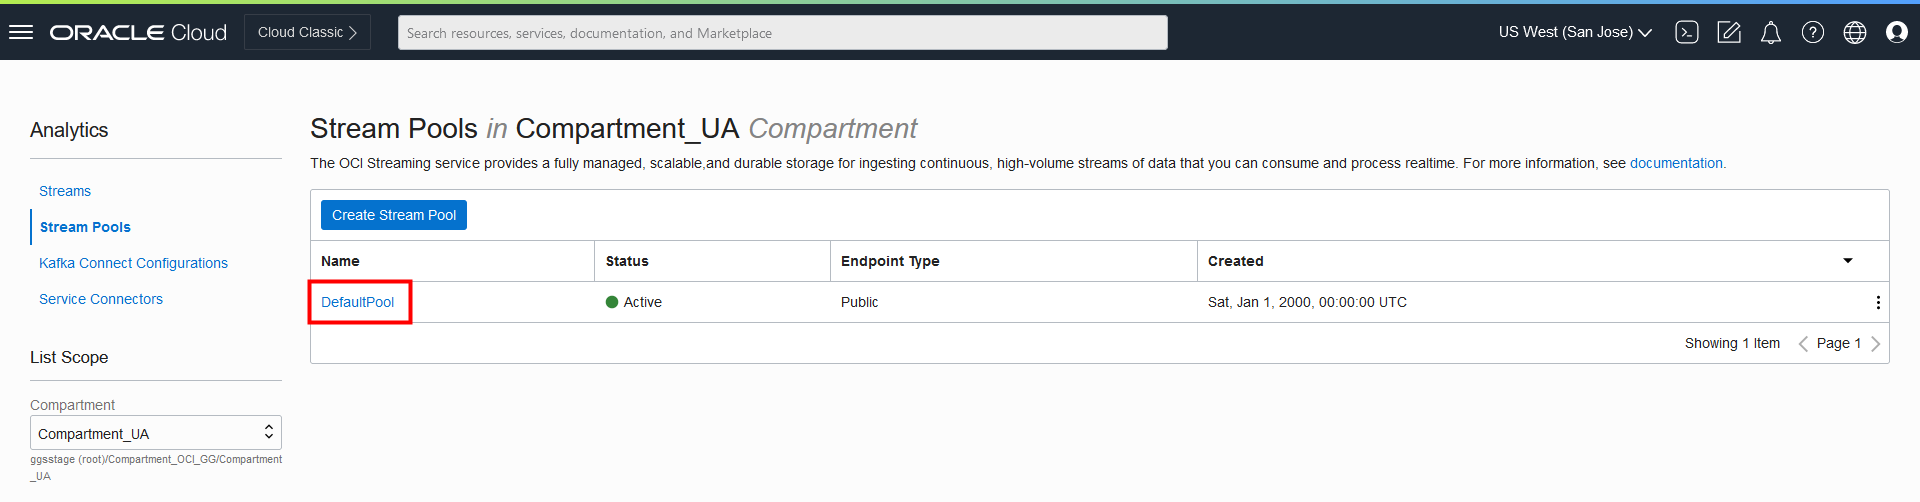 ORACLE Cloud
Cloud Classic
Search resources, services, documentation, and Marketplace
US West (San Jose)
Analytics
Streams
Stream Pools
Kafka Connect Configurations
Service Connectors
List Scope
Compartment
Compartment_UA
ggsstage (root)/Compartment_OCI_GG/Compartment
_UA
Stream Pools in Compartment_UA Compartment
The OCI Streaming service provides a fully managed, scalable,and durable storage for ingesting continuous, high-volume streams of data that you can consume and process realtime. For more information, see documentation.
Create Stream Pool
Name Status Endpoint Type Created
DefaultPool Active Public Sat, Jan 1, 2000, 00:00:00 UTC
Showing 1 Item Page 1